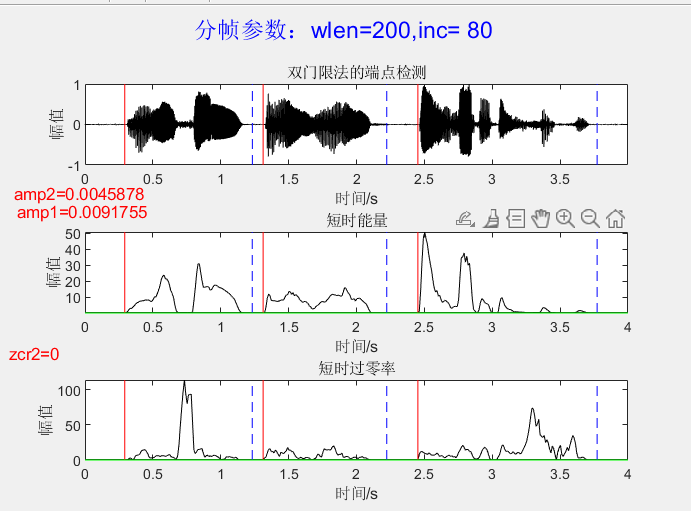 分帧参数：wlen=200,inc= 80
双门限法的端点检测
1
0
-1
幅值
0 0.5 1 1.5 2 2.5 3 3.5 4
时间/s
amp2=0.0045878
amp1=0.0091755
短时能量
50
40
30
20
10
幅值
0 0.5 1 1.5 2 2.5 3 3.5 4
时间/s
zcr2=0
短时过零率
100
50
0
幅值
0 0.5 1 1.5 2 2.5 3 3.5 4
时间/s